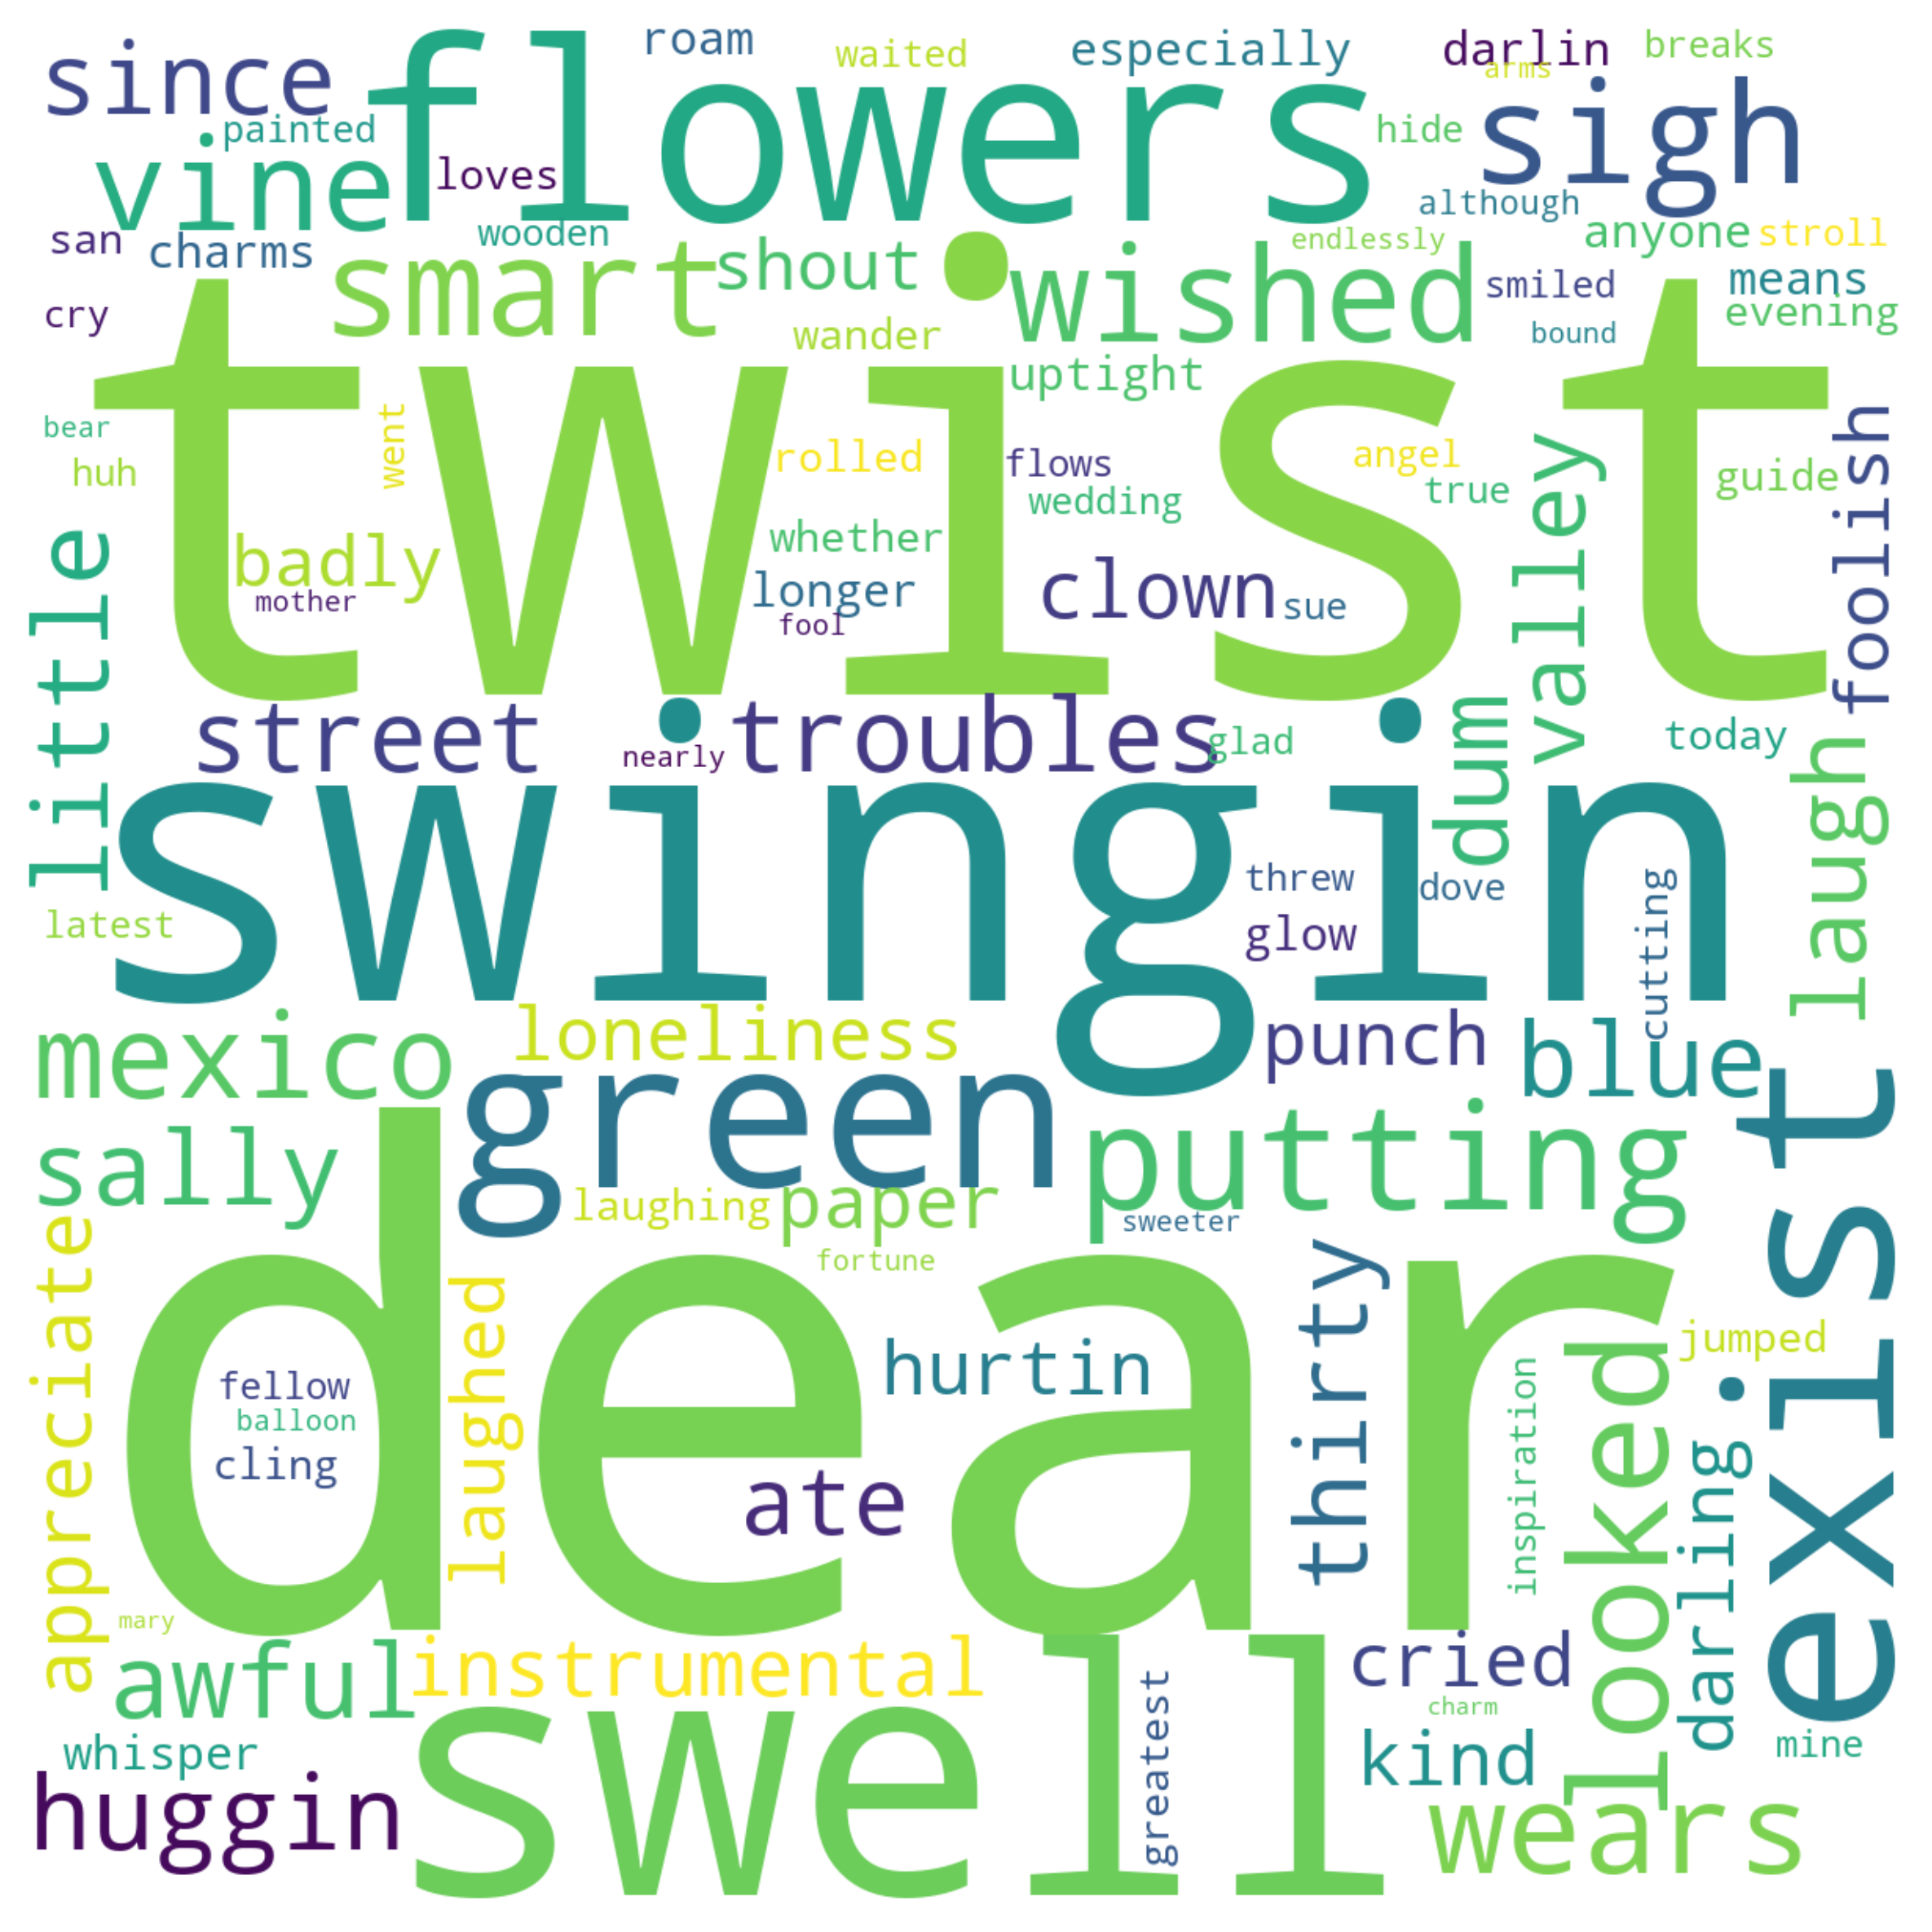 since
flowers
roam
waited
especially
darlin
arms
breaks
sigh
painted
vine
loves
hide
although
san
charms
wooden
endlessly
anyone
stroll
smart
shout
wished
smiled
means
evening
cry
wander
bound
twist
uptight
bear
huh
went
rolled
flows
wedding
angel
true
guide
foolish
valley
little
badly
mother
whether
longer
fool
clown
sue
street
nearly
troubles
glad
dum
today
laugh
swingin
latest
threw
glow
dove
cutting
mexico
loneliness
punch
blue
green
sally
laughing
paper
putting
sweeter
exist
fortune
appreciate
dear
fellow
balloon
cling
laughed
hurtin
ate
thirty
inspiration
looked
jumped
darling
mary
awful
instrumental
cried
charm
whisper
huggin
swell
greatest
kind
mine
wears